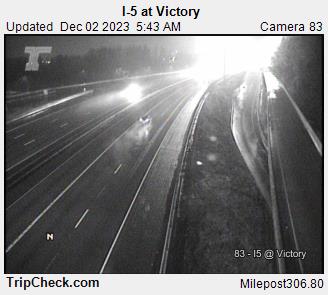 I-5 at Victory
Updated Dec 02 2023 5:43 AM Camera 83
T
N
83 - I5 @ Victory
TripCheck.com Milepost306.80